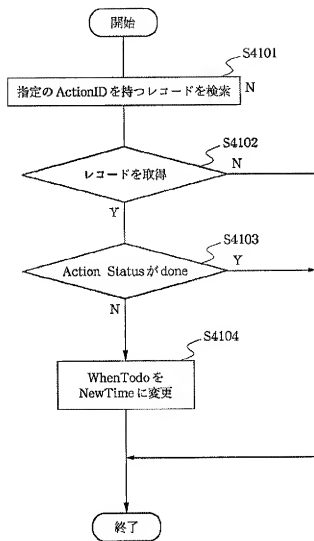 開始
S4101
指定のActionIDを持つレコードを検索
N
S4102
レコードを取得
N
Y
S4103
Action Statusがdone
Y
N
S4104
WhenTodoを
NewTimeに変更
終了